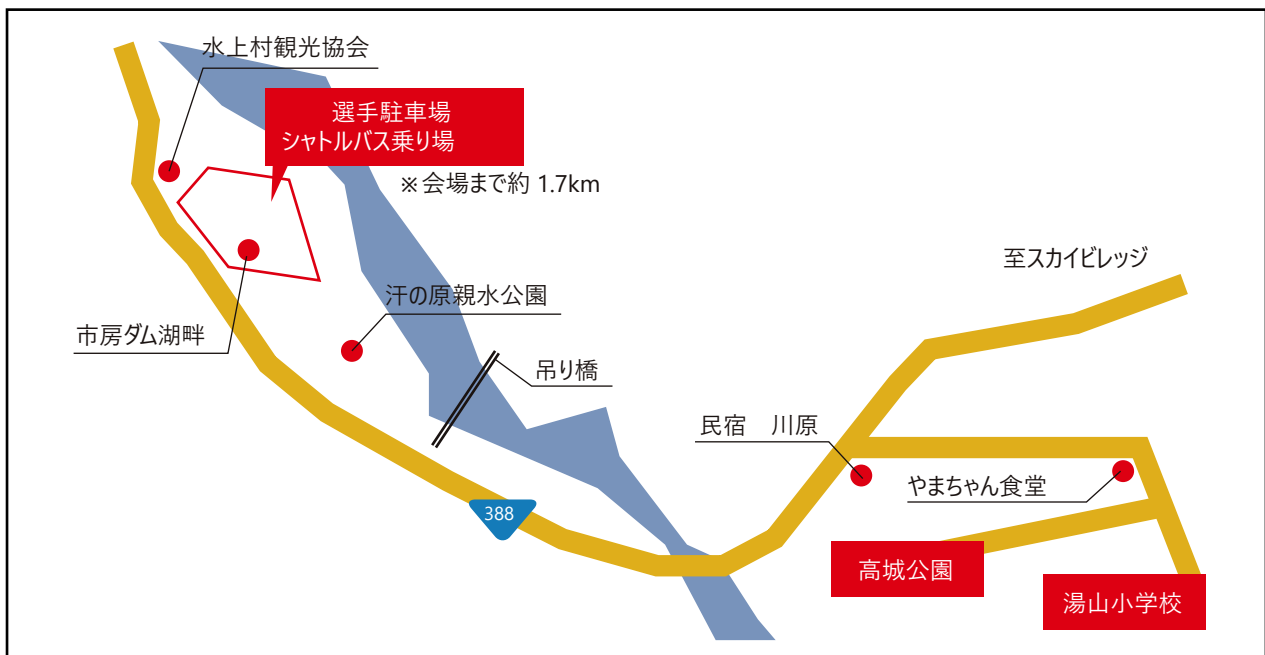 水上村観光協会
選手駐車場
シャトルバス乗り場
※会場まで約 1.7km
至スカイビレッジ
汗の原親水公園
市房ダム湖畔
吊り橋
民宿　川原
やまちゃん食堂
388
高城公園
湯山小学校